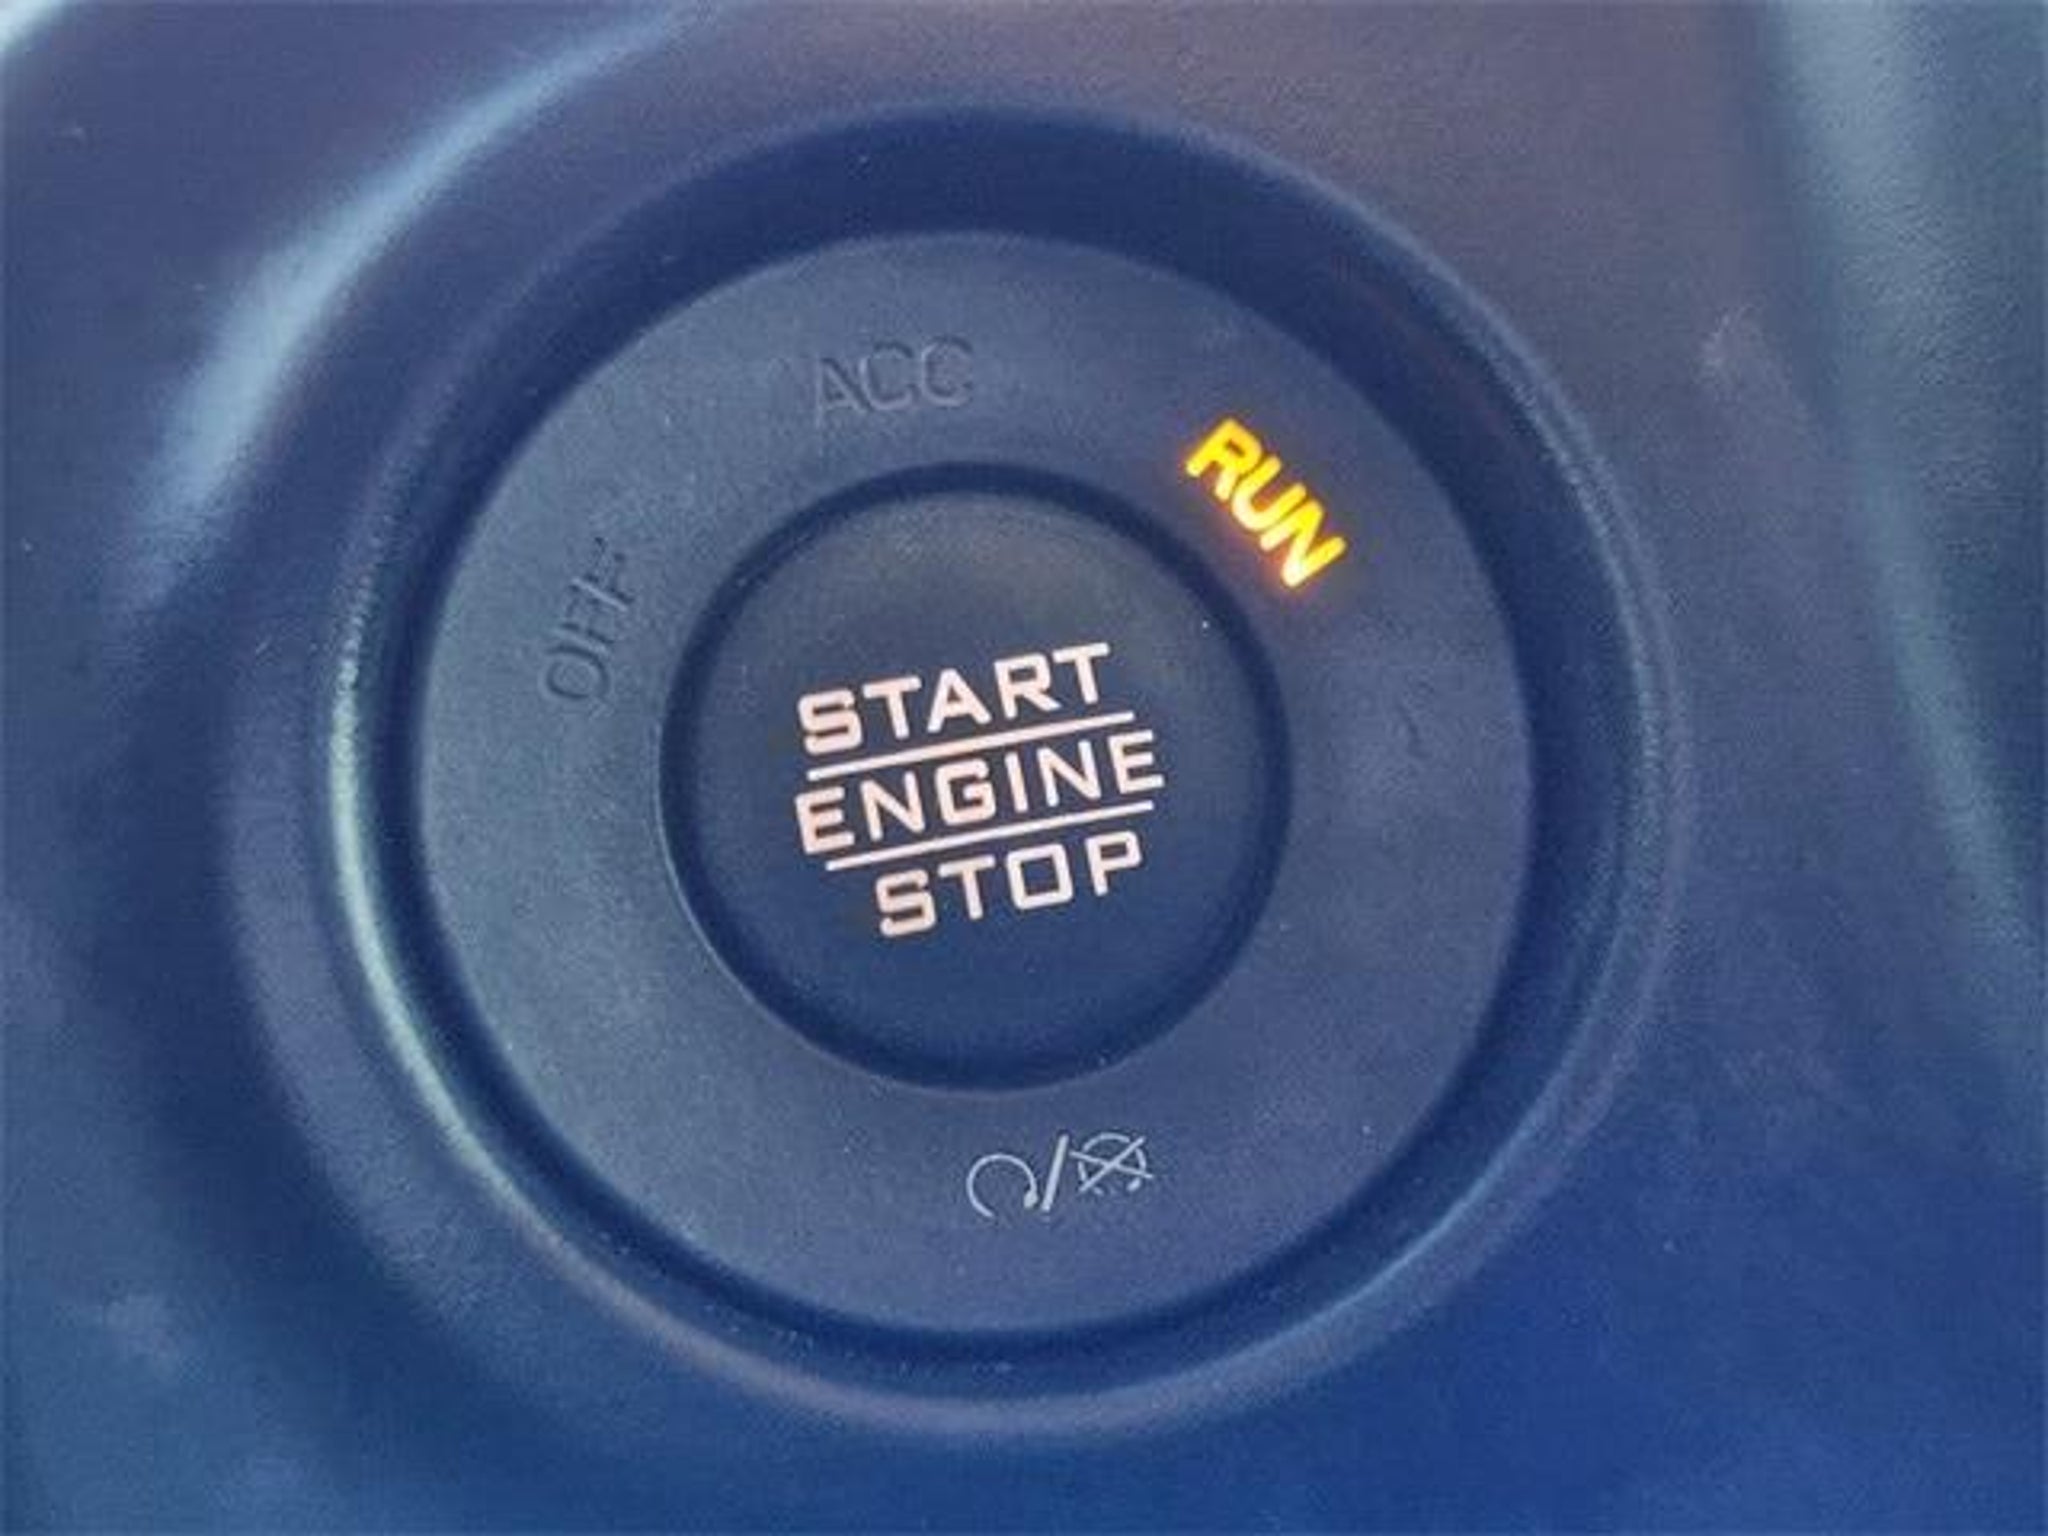 ACC
RUN
OFF
START
ENGINE
STOP